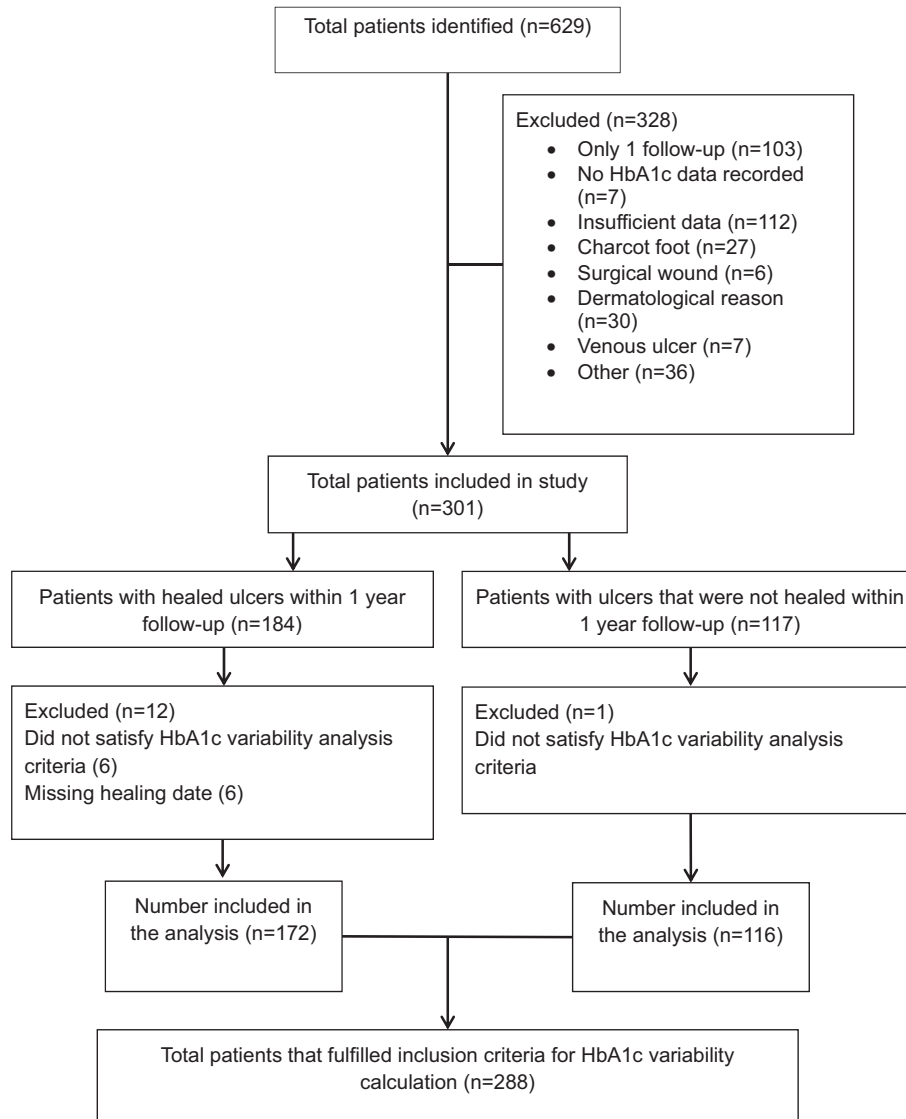 Total patients identified (n=629)
Excluded (n=328)
• Only 1 follow-up (n=103)
• No HbA1c data recorded
(n=7)
• Insufficient data (n=112)
• Charcot foot (n=27)
• Surgical wound (n=6)
• Dermatological reason
(n=30)
• Venous ulcer (n=7)
• Other (n=36)
Total patients included in study
(n=301)
Patients with healed ulcers within 1 year
follow-up (n=184)
Patients with ulcers that were not healed within
1 year follow-up (n=117)
Excluded (n=12)
Did not satisfy HbA1c variability analysis
criteria (6)
Missing healing date (6)
Excluded (n=1)
Did not satisfy HbA1c variability analysis
criteria
Number included in
the analysis (n=172)
Number included in
the analysis (n=116)
Total patients that fulfilled inclusion criteria for HbA1c variability
calculation (n=288)